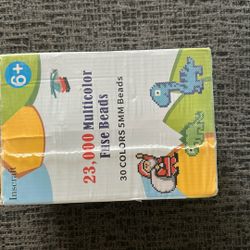 6+
23,000 Multicolor
Fuse Beads
30 COLORS 5MM Beads